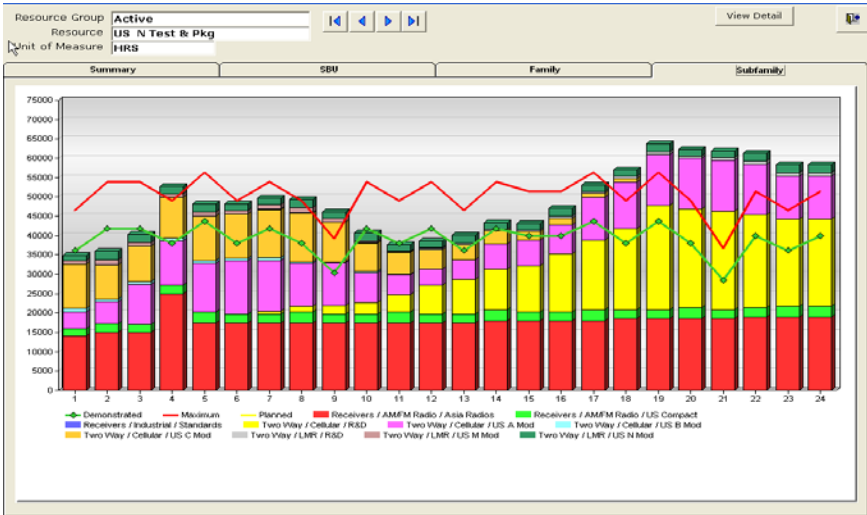 Resource Group Active
View Detail
Resource US N Test & Pkg
Unit of Measure HRS
Summary SBU Family Subfamily
75000
70000
65000
60000
55000
50000
45000
40000
35000
30000
25000
20000
15000
10000
5000
0
1 2 3 4 5 6 7 8 9 10 11 12 13 14 15 16 17 18 19 20 21 22 23 24
Demonstrated Maximum Planned Receivers / AM/FM Radio / Asia Radios Receivers / AM/FM Radio / US Compact
Receivers / Industrial / Standards Two Way / Cellular / R&D Two Way / Cellular / US A Mod Two Way / Cellular / US B Mod
Two Way / Cellular / US C Mod Two Way / LMR / R&D Two Way / LMR / US M Mod Two Way / LMR / US N Mod